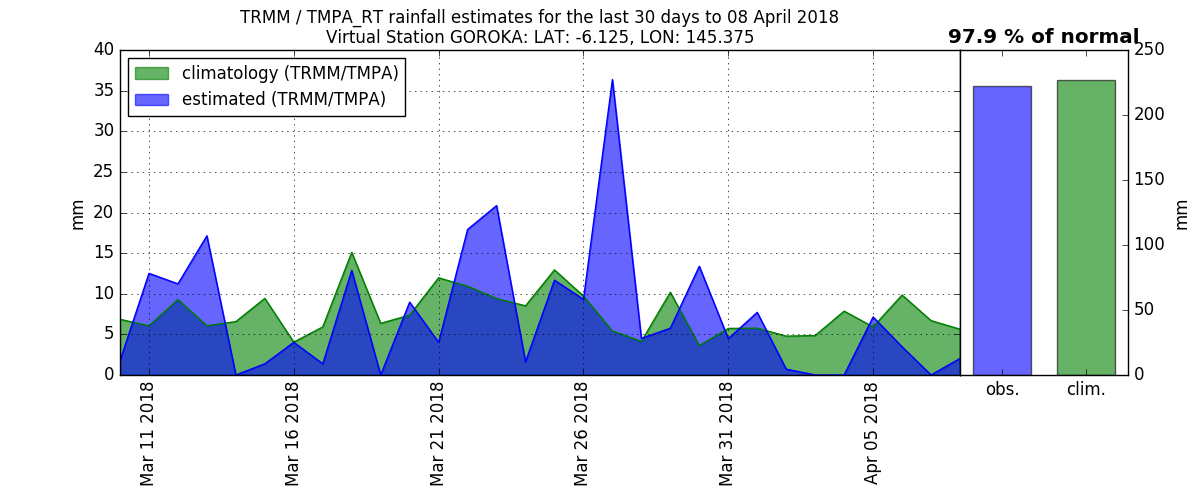 TRMM / TMPA_RT rainfall estimates for the last 30 days to 08 April 2018
Virtual Station GOROKA: LAT: -6.125, LON: 145.375
97.9 % of normal
climatology (TRMM/TMPA)
estimated (TRMM/TMPA)
mm
40
35
30
25
20
15
10
5
0
Mar 11 2018
Mar 16 2018
Mar 21 2018
Mar 26 2018
Mar 31 2018
Apr 05 2018
250
200
150
100
50
0
mm
obs.
clim.